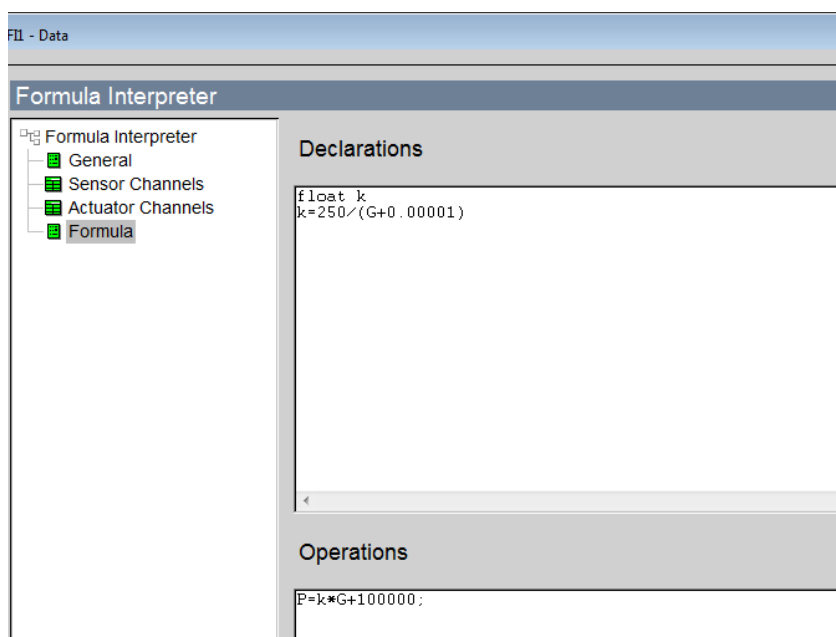 FI1 - Data
Formula Interpreter
Formula Interpreter
General
Sensor Channels
Actuator Channels
Formula
Declarations
float k
k=250/(G+0.00001)
Operations
P=k*G+100000;